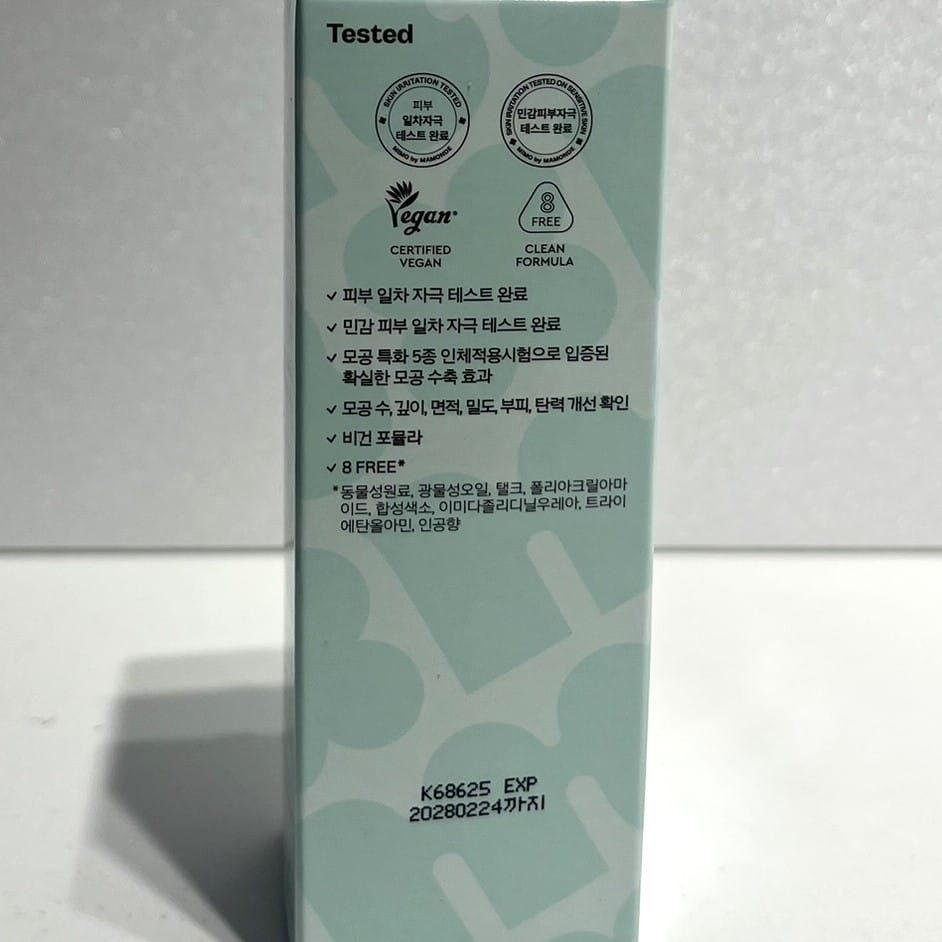 Tested
SKIN IRRITATION TESTED
피부
일차자극
테스트 완료
MIMO by MAMONDE
SKIN IRRITATION TESTED ON SENSITIVE SKIN
민감피부자극
테스트 완료
MIMO by MAMONDE
Vegan
CERTIFIED
VEGAN
8
FREE
CLEAN
FORMULA
✓ 피부 일차 자극 테스트 완료
✓ 민감 피부 일차 자극 테스트 완료
✓ 모공 특화 5종 인체적용시험으로 입증된
확실한 모공 수축 효과
✓ 모공 수, 깊이, 면적, 밀도, 부피, 탄력 개선 확인
✓ 비건 포뮬라
✓ 8 FREE*
*동물성원료, 광물성오일, 탤크, 폴리아크릴아마
이드, 합성색소, 이미다졸리디닐우레아, 트라이
에탄올아민, 인공향
K68625 EXP
20280224까지